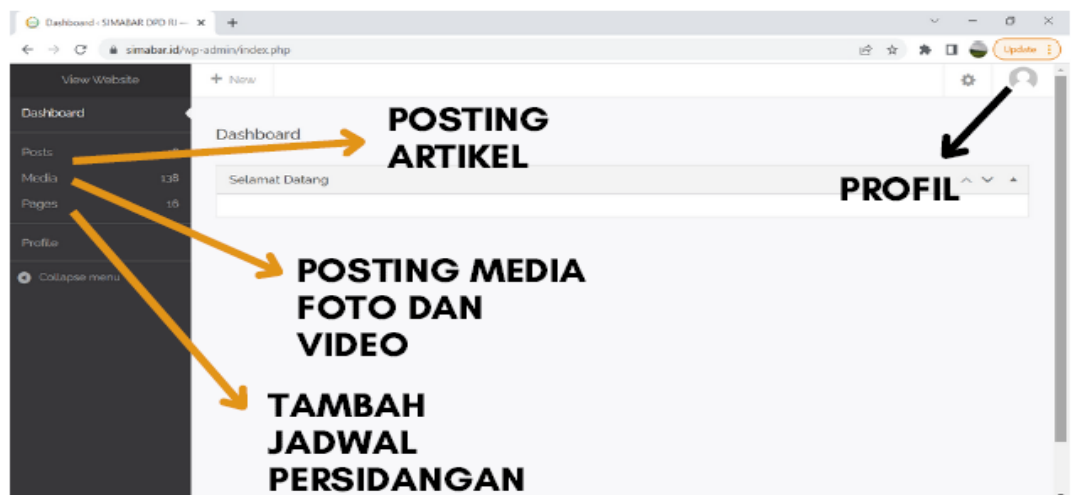 Dashboard ‹ SIMABAR DPD RI —
simabar.id/wp-admin/index.php
Update
View Website
+ New
Dashboard
Dashboard
Posts
Media 138
Pages 16
Profile
Collapse menu
Selamat Datang
POSTING
ARTIKEL
PROFIL
POSTING MEDIA
FOTO DAN
VIDEO
TAMBAH
JADWAL
PERSIDANGAN